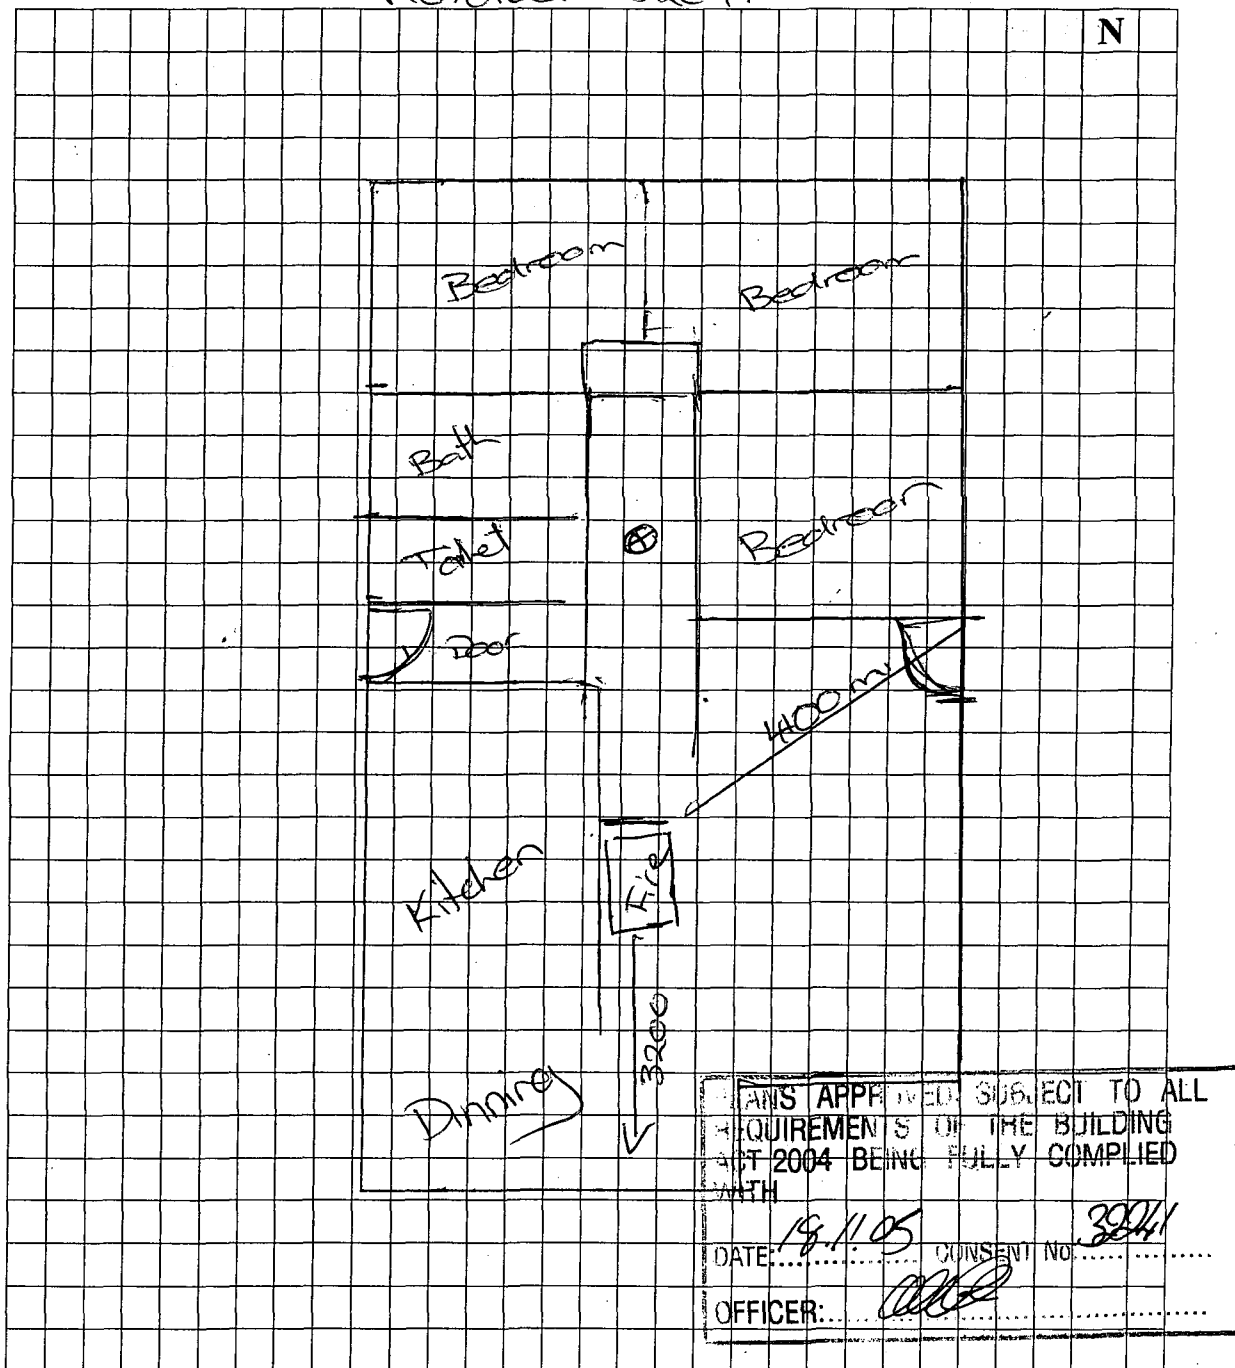 N
Bedroom
Bedroom
Bath
Toilet
Bedroom
Door
4100 m
Kitchen
Fire
3200
Dinning
PLANS APPROVED SUBJECT TO ALL
REQUIREMENTS OF THE BUILDING
ACT 2004 BEING FULLY COMPLIED
WITH
DATE: 18.11.05 CONSENT No.
OFFICER: